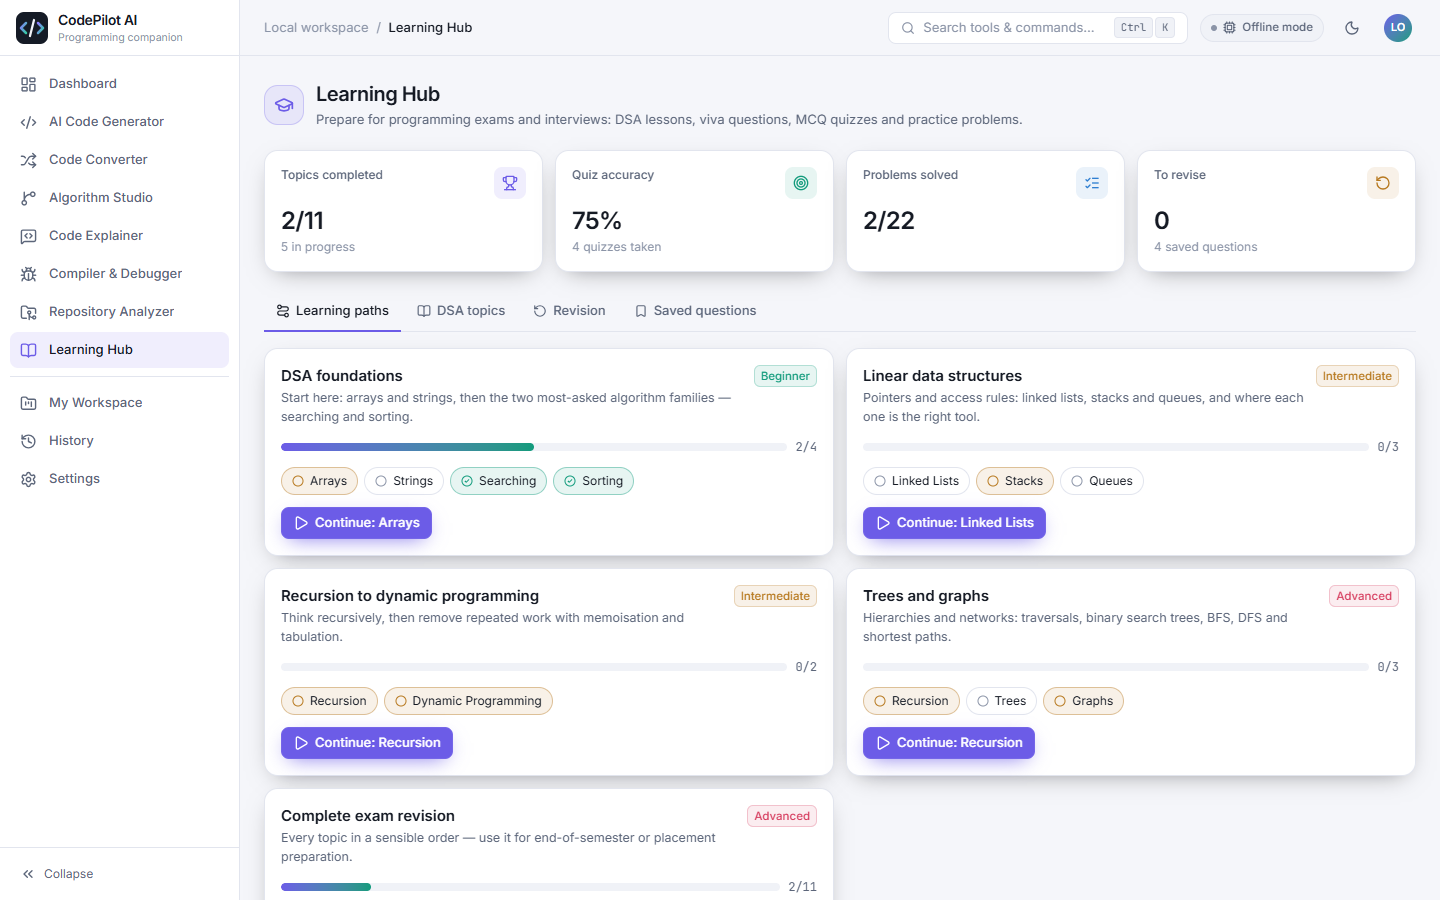 CodePilot AI
Programming companion
Dashboard
AI Code Generator
Code Converter
Algorithm Studio
Code Explainer
Compiler & Debugger
Repository Analyzer
Learning Hub
My Workspace
History
Settings
Collapse
Local workspace / Learning Hub
Search tools & commands... Ctrl K
Offline mode
LO
Learning Hub
Prepare for programming exams and interviews: DSA lessons, viva questions, MCQ quizzes and practice problems.
Topics completed
2/11
5 in progress
Quiz accuracy
75%
4 quizzes taken
Problems solved
2/22
To revise
0
4 saved questions
Learning paths
DSA topics
Revision
Saved questions
DSA foundations
Beginner
Start here: arrays and strings, then the two most-asked algorithm families —
searching and sorting.
2/4
Arrays
Strings
Searching
Sorting
Continue: Arrays
Linear data structures
Intermediate
Pointers and access rules: linked lists, stacks and queues, and where each
one is the right tool.
0/3
Linked Lists
Stacks
Queues
Continue: Linked Lists
Recursion to dynamic programming
Intermediate
Think recursively, then remove repeated work with memoisation and
tabulation.
0/2
Recursion
Dynamic Programming
Continue: Recursion
Trees and graphs
Advanced
Hierarchies and networks: traversals, binary search trees, BFS, DFS and
shortest paths.
0/3
Recursion
Trees
Graphs
Continue: Recursion
Complete exam revision
Advanced
Every topic in a sensible order — use it for end-of-semester or placement
preparation.
2/11